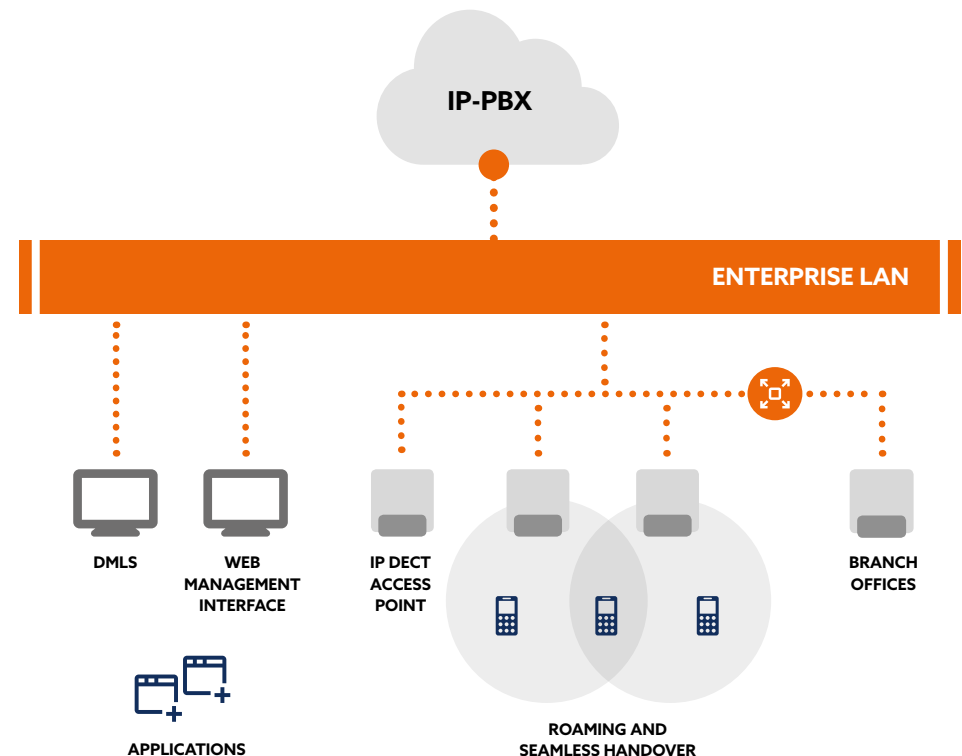 IP-PBX
ENTERPRISE LAN
DMLS
WEB
MANAGEMENT
INTERFACE
IP DECT
ACCESS
POINT
BRANCH
OFFICES
APPLICATIONS
ROAMING AND
SEAMLESS HANDOVER